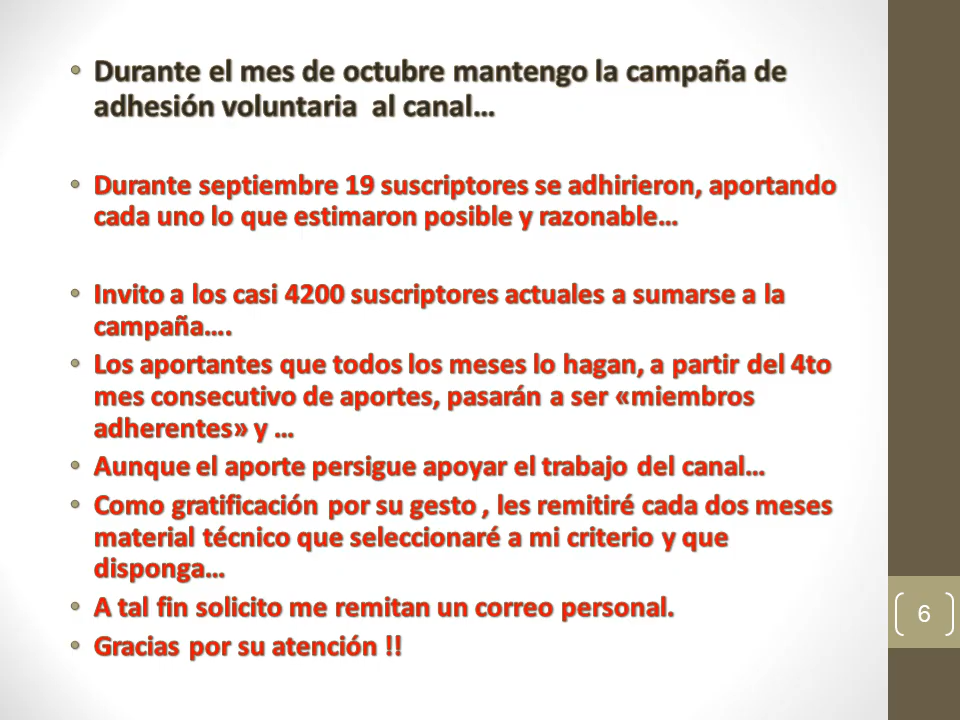 • Durante el mes de octubre mantengo la campaña de
adhesión voluntaria al canal…
• Durante septiembre 19 suscriptores se adhirieron, aportando
cada uno lo que estimaron posible y razonable…
• Invito a los casi 4200 suscriptores actuales a sumarse a la
campaña….
• Los aportantes que todos los meses lo hagan, a partir del 4to
mes consecutivo de aportes, pasarán a ser «miembros
adherentes» y …
• Aunque el aporte persigue apoyar el trabajo del canal…
• Como gratificación por su gesto , les remitiré cada dos meses
material técnico que seleccionaré a mi criterio y que
disponga…
• A tal fin solicito me remitan un correo personal.
• Gracias por su atención !!
6